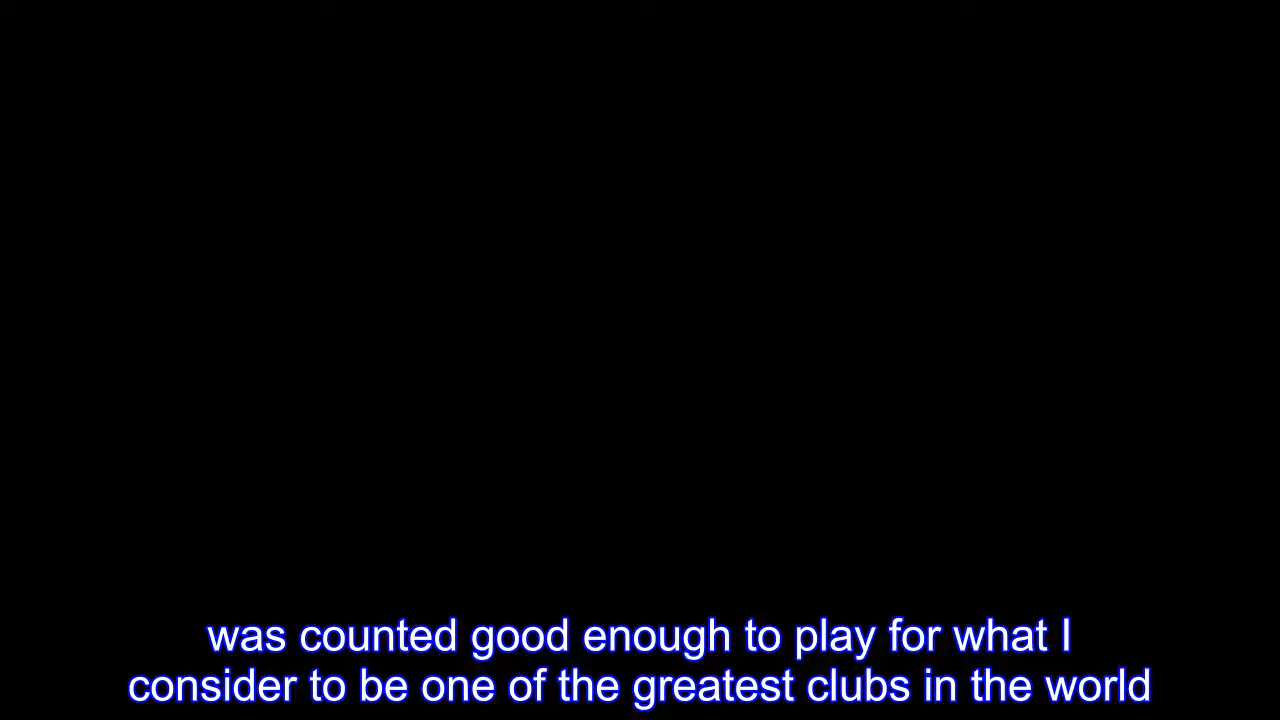 was counted good enough to play for what I
consider to be one of the greatest clubs in the world